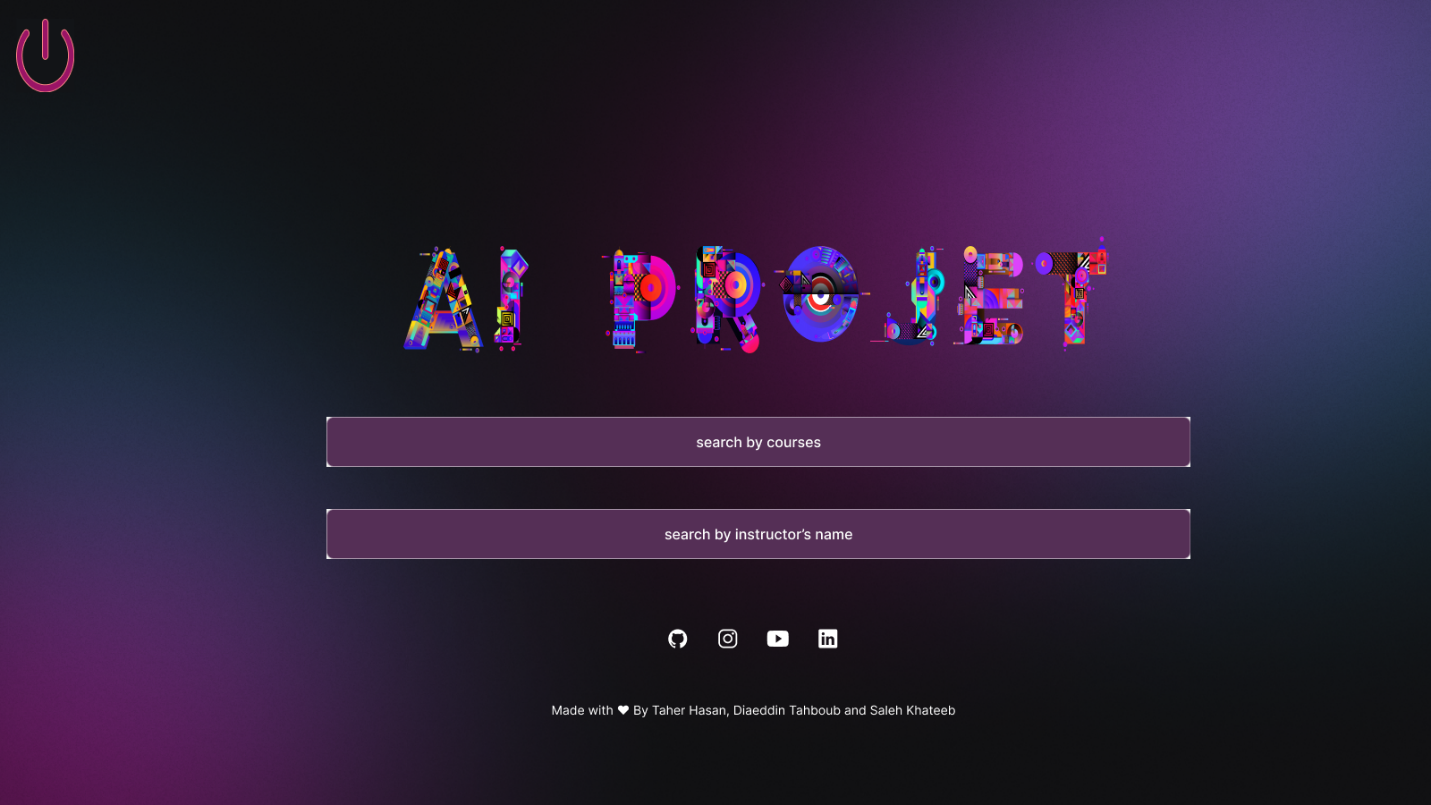 AI PROJET
search by courses
search by instructor’s name
Made with ♥ By Taher Hasan, Diaeddin Tahboub and Saleh Khateeb